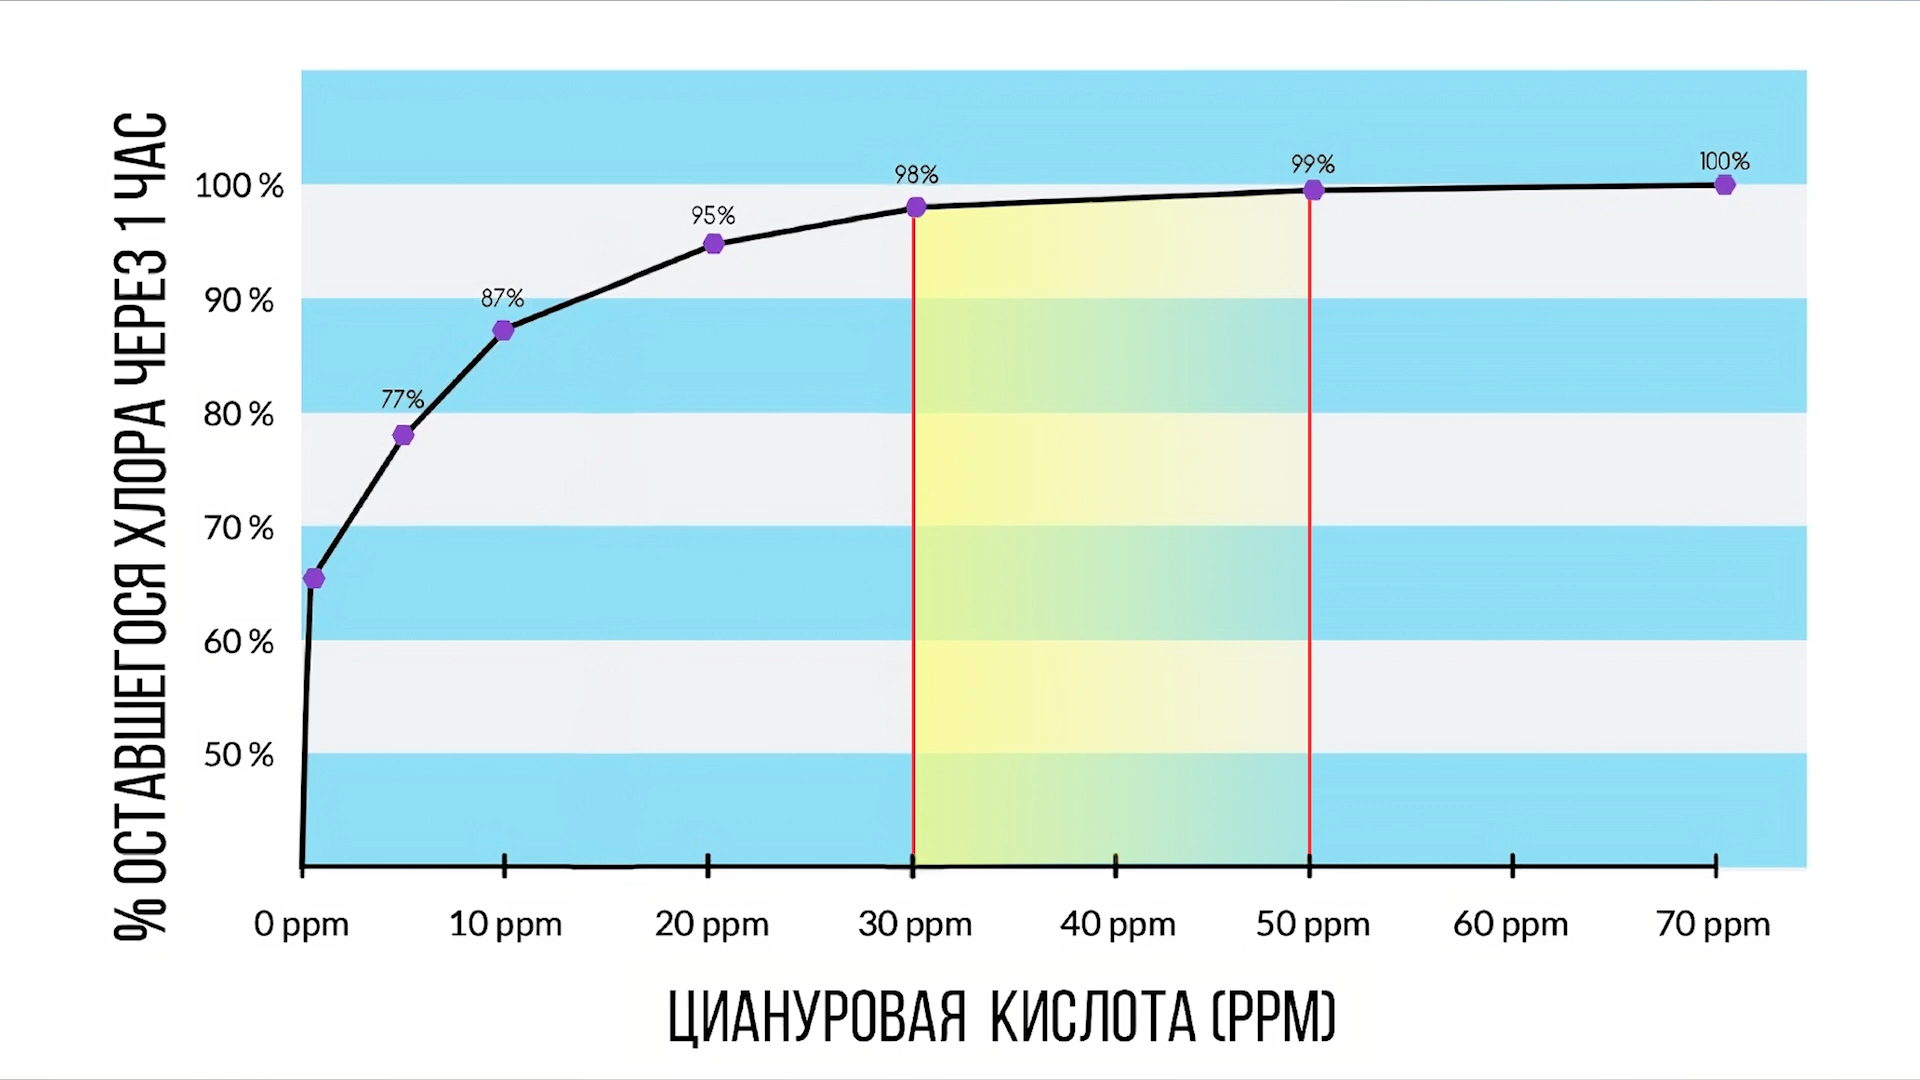 % ОСТАВШЕГОСЯ ХЛОРА ЧЕРЕЗ 1 ЧАС
100 %
90 %
80 %
70 %
60 %
50 %
77%
87%
95%
98%
99%
100%
0 ppm
10 ppm
20 ppm
30 ppm
40 ppm
50 ppm
60 ppm
70 ppm
ЦИАНУРОВАЯ КИСЛОТА (PPM)